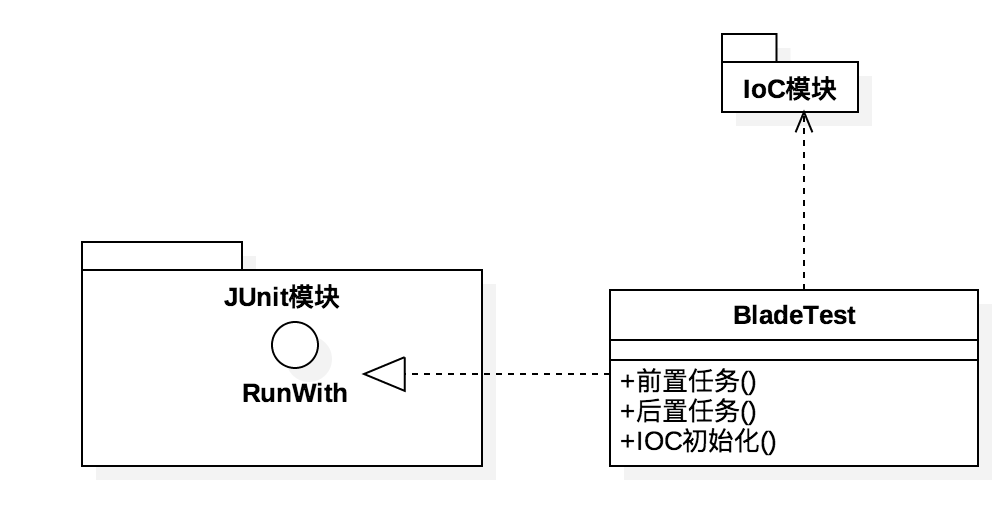 IoC模块
JUnit模块
RunWith
BladeTest
+前置任务()
+后置任务()
+IOC初始化()